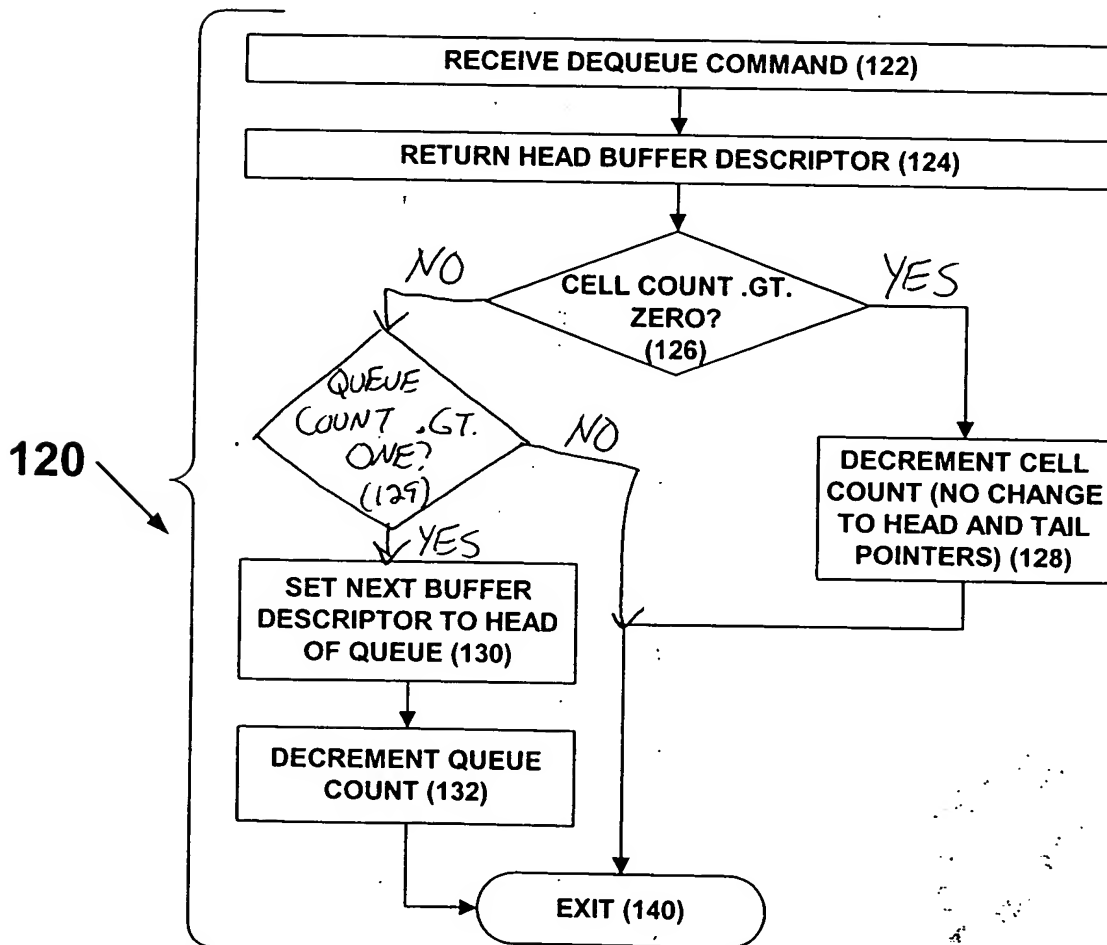 RECEIVE DEQUEUE COMMAND (122)
RETURN HEAD BUFFER DESCRIPTOR (124)
NO
CELL COUNT .GT.
ZERO?
(126)
YES
QUEUE
COUNT .GT.
ONE?
(129)
NO
YES
120
DECREMENT CELL
COUNT (NO CHANGE
TO HEAD AND TAIL
POINTERS) (128)
SET NEXT BUFFER
DESCRIPTOR TO HEAD
OF QUEUE (130)
DECREMENT QUEUE
COUNT (132)
EXIT (140)